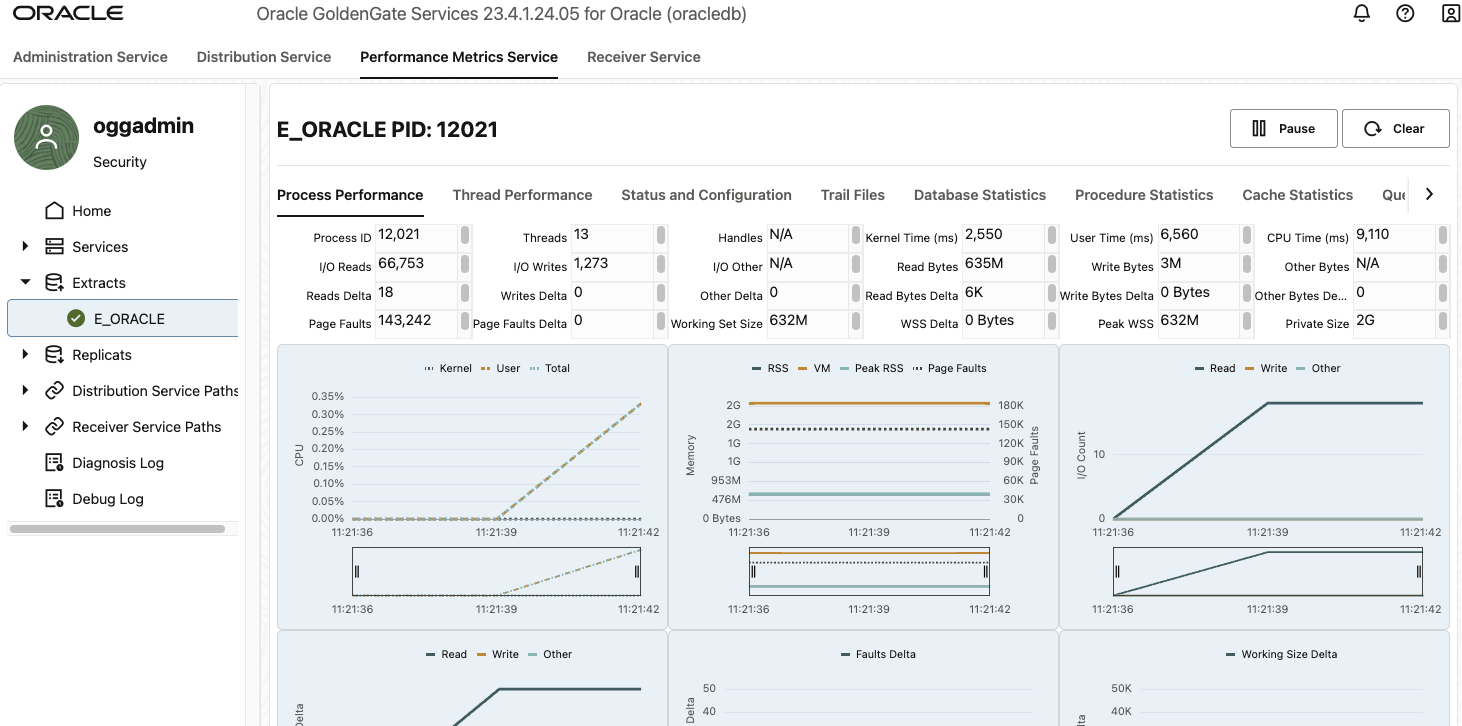 ORACLE Oracle GoldenGate Services 23.4.1.24.05 for Oracle (oracledb)
Administration Service Distribution Service Performance Metrics Service Receiver Service
oggadmin
Security
Home
Services
Extracts
E_ORACLE
Replicats
Distribution Service Paths
Receiver Service Paths
Diagnosis Log
Debug Log
E_ORACLE PID: 12021 Pause Clear
Process Performance Thread Performance Status and Configuration Trail Files Database Statistics Procedure Statistics Cache Statistics Que
Process ID 12,021 Threads 13 Handles N/A Kernel Time (ms) 2,550 User Time (ms) 6,560 CPU Time (ms) 9,110
I/O Reads 66,753 I/O Writes 1,273 I/O Other N/A Read Bytes 635M Write Bytes 3M Other Bytes N/A
Reads Delta 18 Writes Delta 0 Other Delta 0 Read Bytes Delta 6K Write Bytes Delta 0 Bytes Other Bytes De... 0
Page Faults 143,242 Page Faults Delta 0 Working Set Size 632M WSS Delta 0 Bytes Peak WSS 632M Private Size 2G
Kernel User Total
0.35%
0.30%
0.25%
0.20%
0.15%
0.10%
0.05%
0.00%
CPU
11:21:36 11:21:39 11:21:42
11:21:36 11:21:39 11:21:42
RSS VM Peak RSS Page Faults
2G 180K
2G 150K
1G 120K
1G 90K
953M 60K
476M 30K
0 Bytes 0
Memory
Page Faults
11:21:36 11:21:39 11:21:42
11:21:36 11:21:39 11:21:42
Read Write Other
I/O Count
10
0
11:21:36 11:21:39 11:21:42
11:21:36 11:21:39 11:21:42
Read Write Other
Delta
Faults Delta
50
40
Delta
Working Size Delta
50K
40K